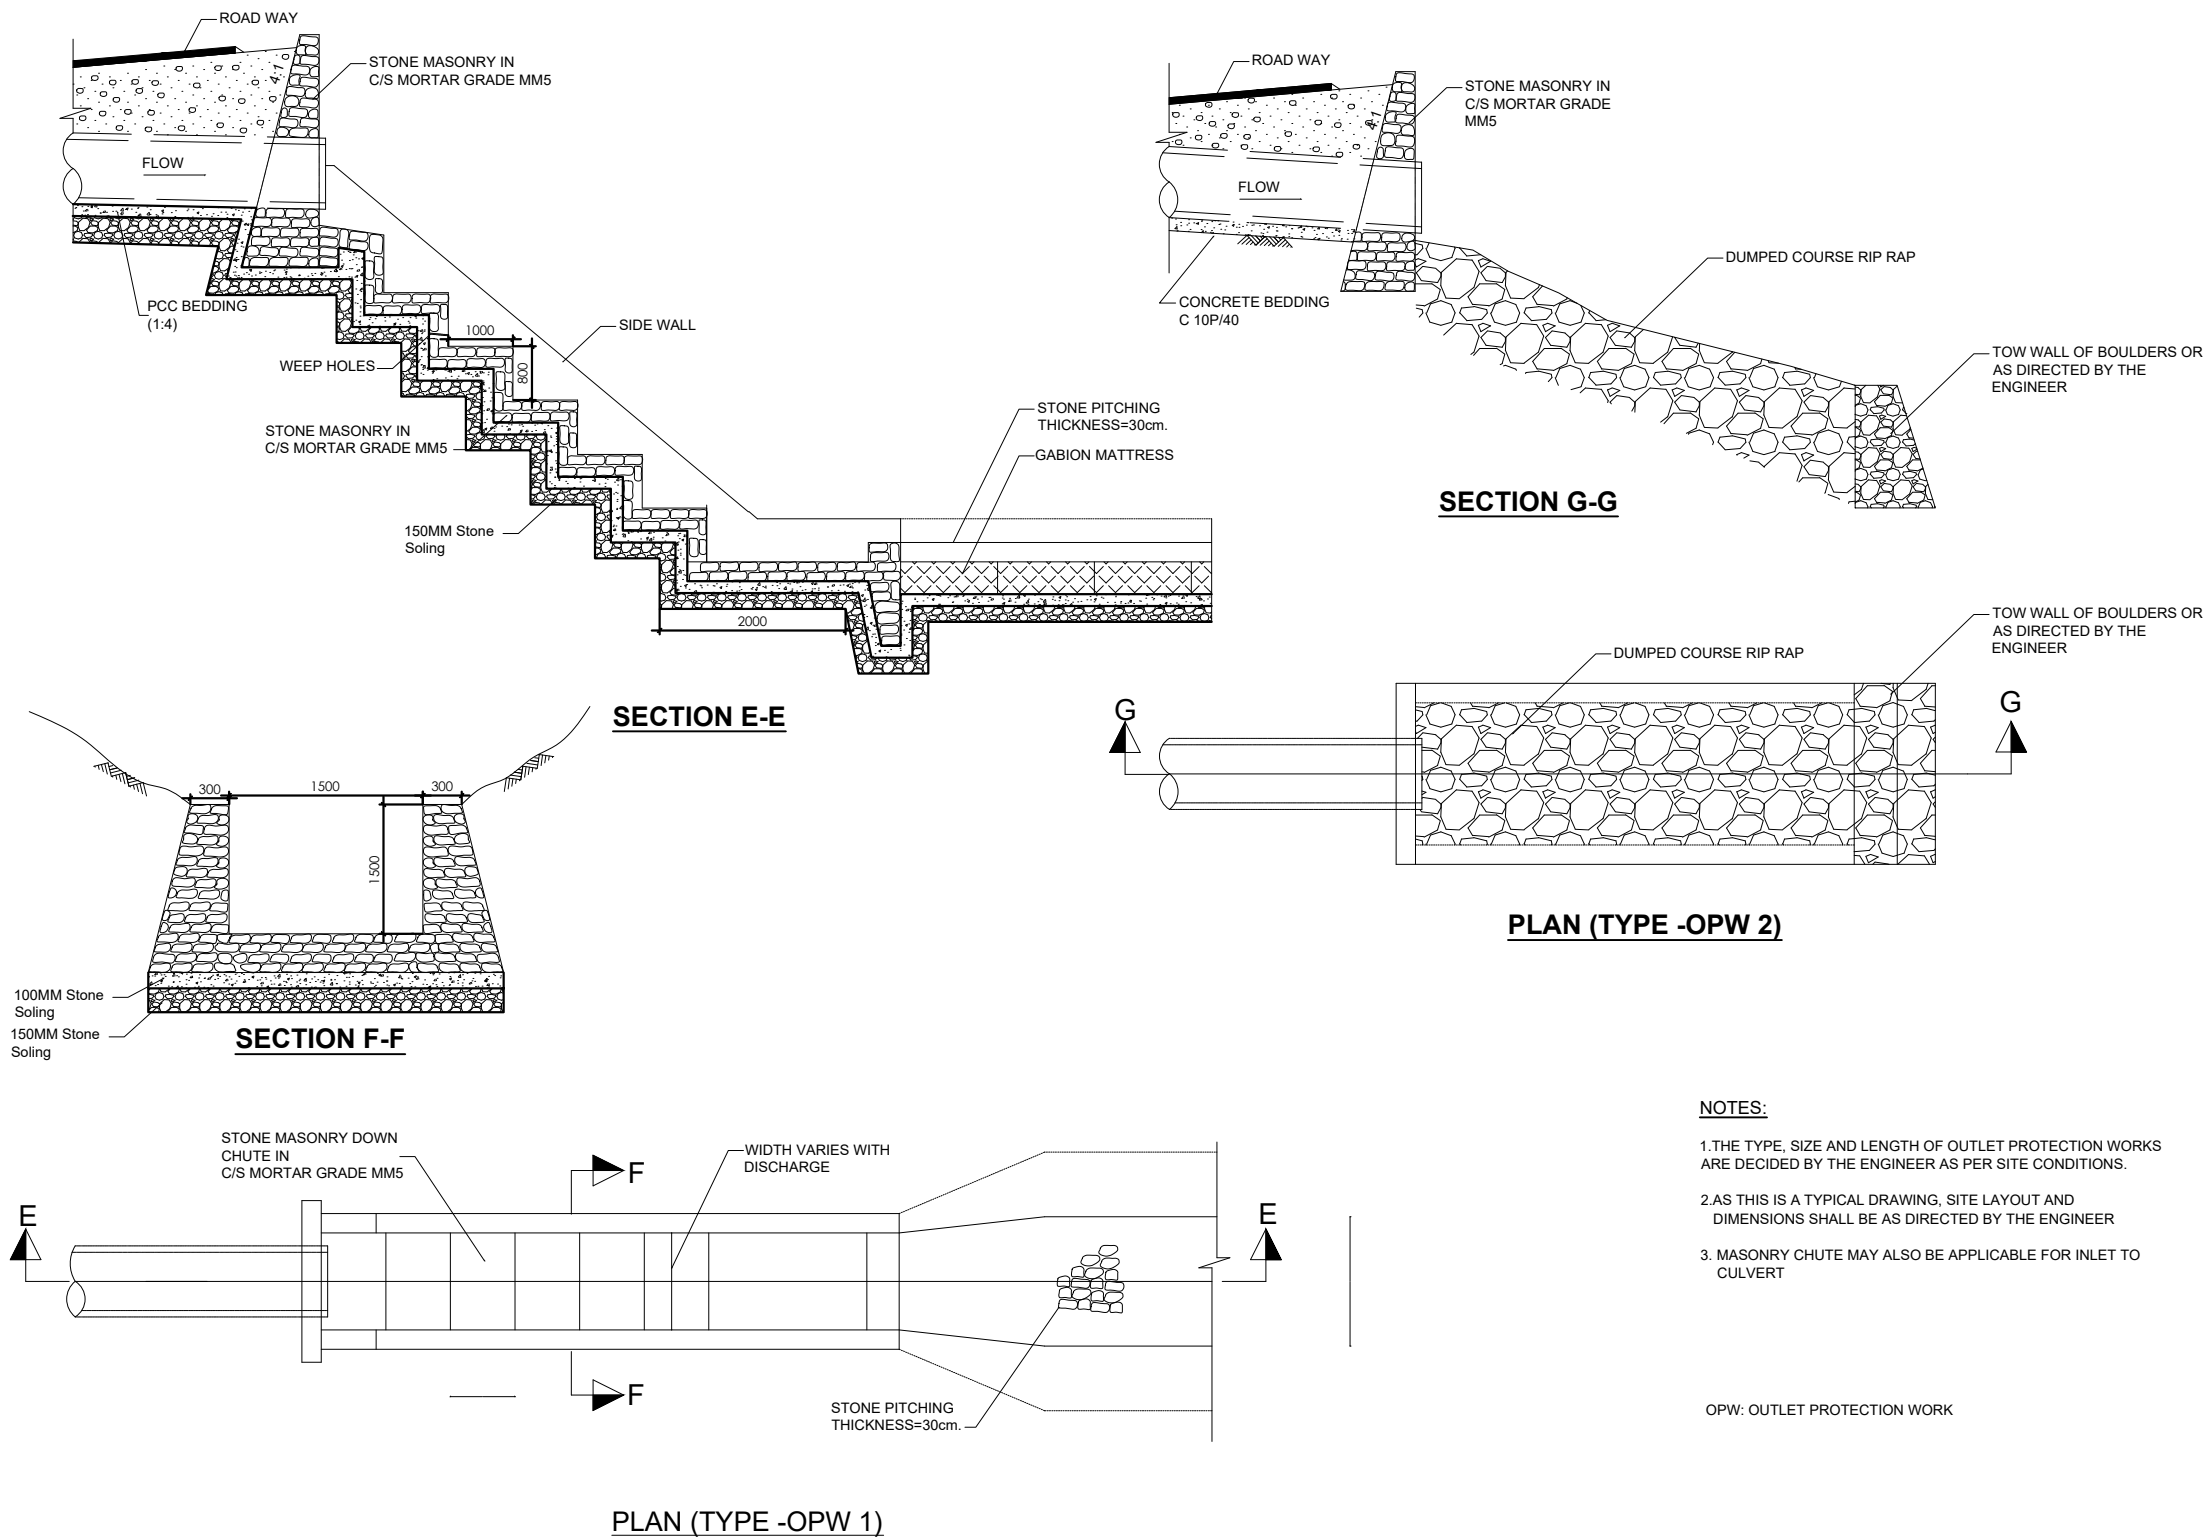 ROAD WAY
STONE MASONRY IN
C/S MORTAR GRADE MM5
4:1
FLOW
PCC BEDDING
(1:4)
WEEP HOLES
1000
800
SIDE WALL
STONE MASONRY IN
C/S MORTAR GRADE MM5
150MM Stone
Soling
STONE PITCHING
THICKNESS=30cm.
GABION MATTRESS
2000
SECTION E-E
ROAD WAY
STONE MASONRY IN
C/S MORTAR GRADE
MM5
4:1
FLOW
CONCRETE BEDDING
C 10P/40
DUMPED COURSE RIP RAP
TOW WALL OF BOULDERS OR
AS DIRECTED BY THE
ENGINEER
SECTION G-G
300
1500
300
1500
100MM Stone
Soling
150MM Stone
Soling
SECTION F-F
DUMPED COURSE RIP RAP
TOW WALL OF BOULDERS OR
AS DIRECTED BY THE
ENGINEER
G
G
PLAN (TYPE -OPW 2)
STONE MASONRY DOWN
CHUTE IN
C/S MORTAR GRADE MM5
F
WIDTH VARIES WITH
DISCHARGE
E
E
F
STONE PITCHING
THICKNESS=30cm.
PLAN (TYPE -OPW 1)
NOTES:
1.THE TYPE, SIZE AND LENGTH OF OUTLET PROTECTION WORKS
ARE DECIDED BY THE ENGINEER AS PER SITE CONDITIONS.
2.AS THIS IS A TYPICAL DRAWING, SITE LAYOUT AND
DIMENSIONS SHALL BE AS DIRECTED BY THE ENGINEER
3. MASONRY CHUTE MAY ALSO BE APPLICABLE FOR INLET TO
CULVERT
OPW: OUTLET PROTECTION WORK